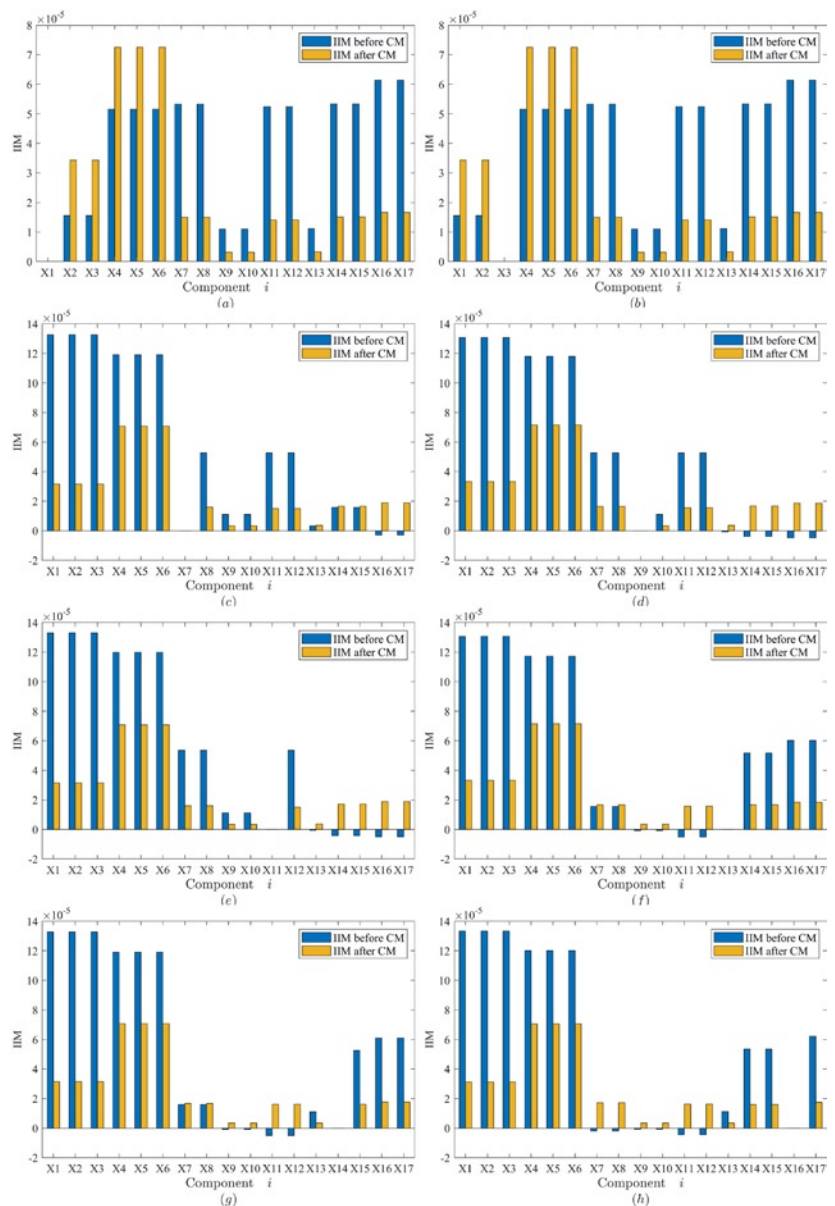 ×10⁻⁵
IIM before CM
IIM after CM
8
7
6
5
4
3
2
1
0
IIM
X1 X2 X3 X4 X5 X6 X7 X8 X9 X10 X11 X12 X13 X14 X15 X16 X17
Component i
(a)
×10⁻⁵
IIM before CM
IIM after CM
8
7
6
5
4
3
2
1
0
IIM
X1 X2 X3 X4 X5 X6 X7 X8 X9 X10 X11 X12 X13 X14 X15 X16 X17
Component i
(b)
×10⁻⁵
IIM before CM
IIM after CM
14
12
10
8
6
4
2
0
-2
IIM
X1 X2 X3 X4 X5 X6 X7 X8 X9 X10 X11 X12 X13 X14 X15 X16 X17
Component i
(c)
×10⁻⁵
IIM before CM
IIM after CM
14
12
10
8
6
4
2
0
-2
IIM
X1 X2 X3 X4 X5 X6 X7 X8 X9 X10 X11 X12 X13 X14 X15 X16 X17
Component i
(d)
×10⁻⁵
IIM before CM
IIM after CM
14
12
10
8
6
4
2
0
-2
IIM
X1 X2 X3 X4 X5 X6 X7 X8 X9 X10 X11 X12 X13 X14 X15 X16 X17
Component i
(e)
×10⁻⁵
IIM before CM
IIM after CM
14
12
10
8
6
4
2
0
-2
IIM
X1 X2 X3 X4 X5 X6 X7 X8 X9 X10 X11 X12 X13 X14 X15 X16 X17
Component i
(f)
×10⁻⁵
IIM before CM
IIM after CM
14
12
10
8
6
4
2
0
-2
IIM
X1 X2 X3 X4 X5 X6 X7 X8 X9 X10 X11 X12 X13 X14 X15 X16 X17
Component i
(g)
×10⁻⁵
IIM before CM
IIM after CM
14
12
10
8
6
4
2
0
-2
IIM
X1 X2 X3 X4 X5 X6 X7 X8 X9 X10 X11 X12 X13 X14 X15 X16 X17
Component i
(h)